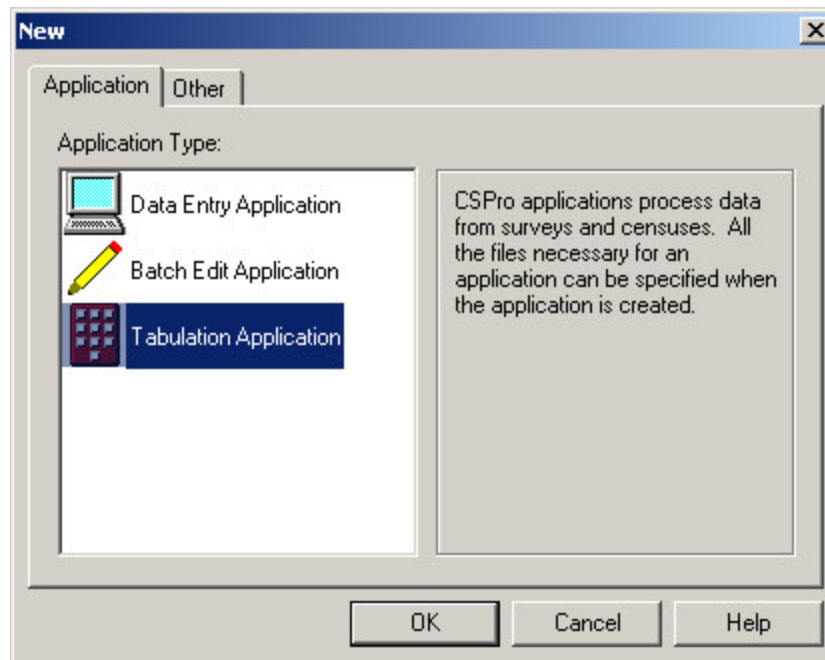 New
Application Other
Application Type:
Data Entry Application
Batch Edit Application
Tabulation Application
CSPro applications process data
from surveys and censuses. All
the files necessary for an
application can be specified when
the application is created.
OK Cancel Help